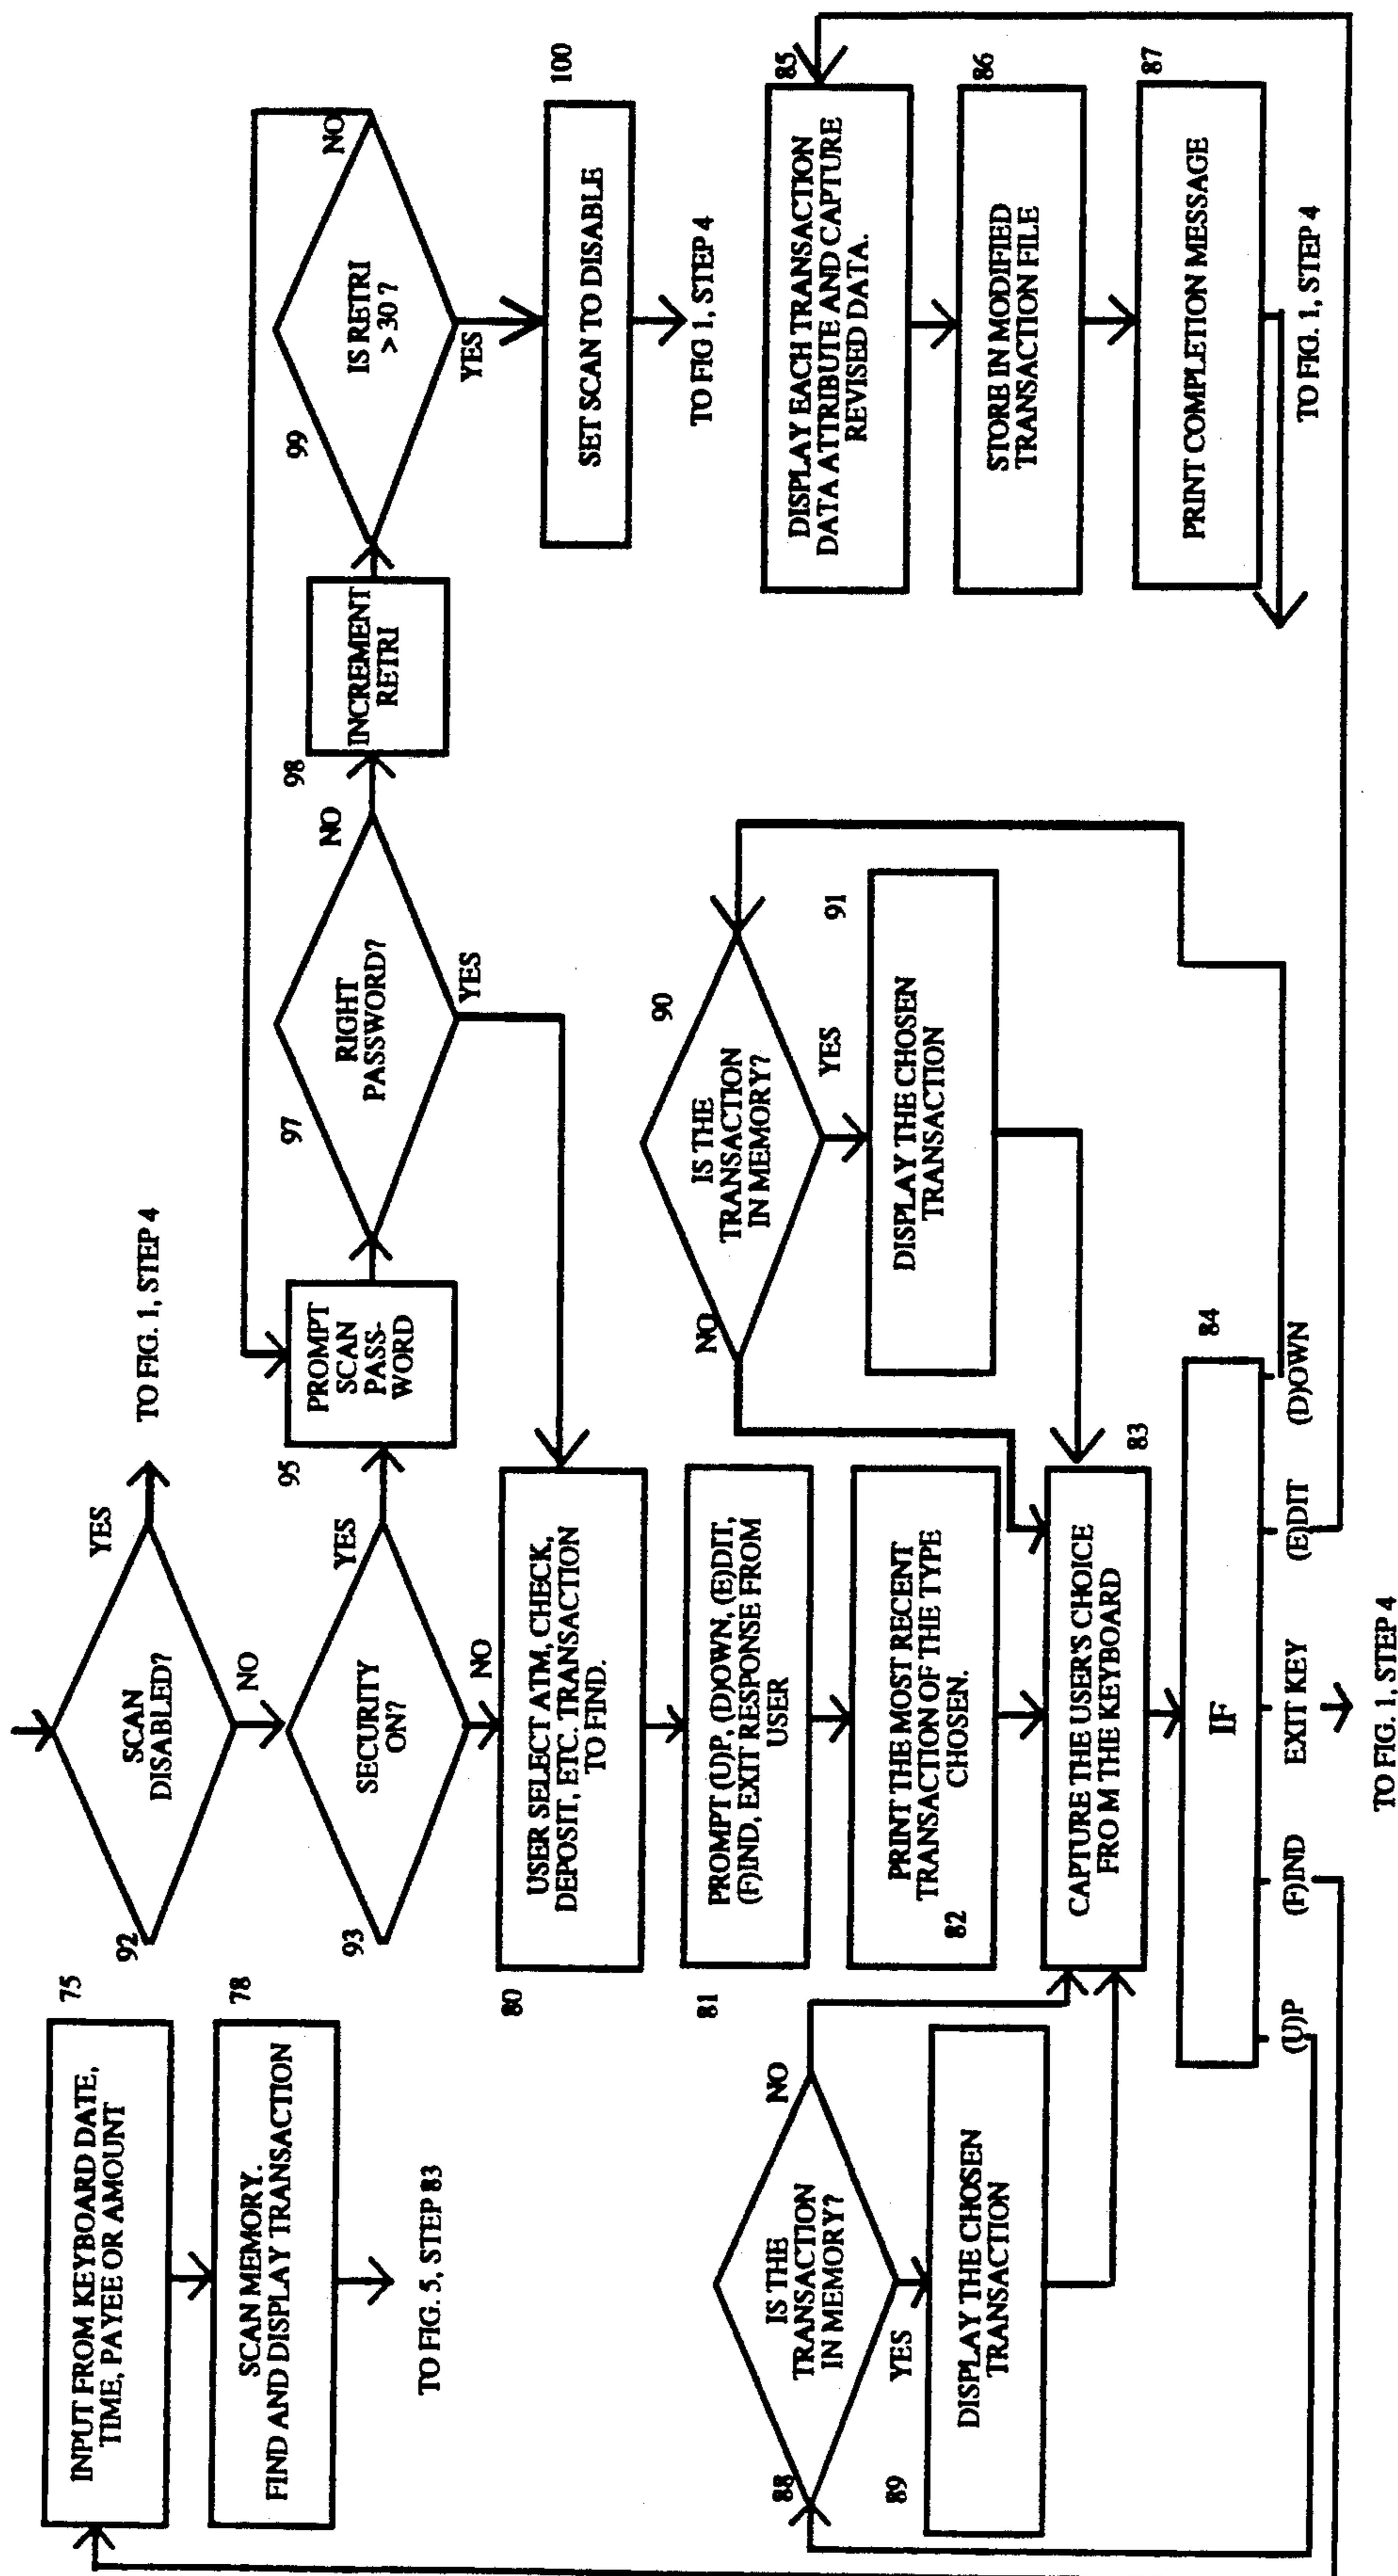 75
INPUT FROM KEYBOARD DATE,
TIME, PAYEE OR AMOUNT
78
SCAN MEMORY.
FIND AND DISPLAY TRANSACTION
TO FIG. 5, STEP 83
92
SCAN
DISABLED?
YES
TO FIG. 1, STEP 4
NO
93
SECURITY
ON?
YES
NO
95
PROMPT
SCAN
PASS-
WORD
97
RIGHT
PASSWORD?
NO
YES
98
INCREMENT
RETRI
99
IS RETRI
> 30 ?
NO
YES
100
SET SCAN TO DISABLE
TO FIG 1, STEP 4
80
USER SELECT ATM, CHECK,
DEPOSIT, ETC. TRANSACTION
TO FIND.
81
PROMPT (U)P, (D)OWN, (E)DIT,
(F)IND, EXIT RESPONSE FROM
USER
82
PRINT THE MOST RECENT
TRANSACTION OF THE TYPE
CHOSEN.
83
CAPTURE THE USER'S CHOICE
FRO M THE KEYBOARD
84
IF
(U)P
(F)IND
EXIT KEY
(E)DIT
(D)OWN
TO FIG. 1, STEP 4
88
IS THE
TRANSACTION
IN MEMORY?
NO
YES
89
DISPLAY THE CHOSEN
TRANSACTION
90
IS THE
TRANSACTION
IN MEMORY?
NO
YES
91
DISPLAY THE CHOSEN
TRANSACTION
85
DISPLAY EACH TRANSACTION
DATA ATTRIBUTE AND CAPTURE
REVISED DATA.
86
STORE IN MODIFIED
TRANSACTION FILE
87
PRINT COMPLETION MESSAGE
TO FIG. 1, STEP 4